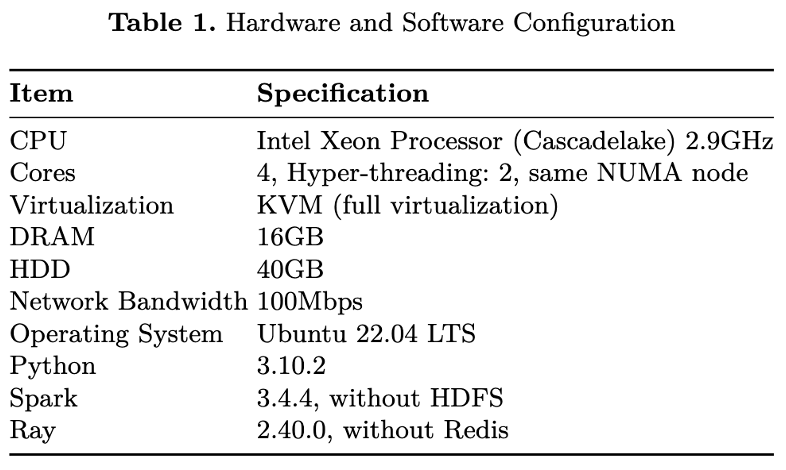 Table 1. Hardware and Software Configuration
Item Specification
CPU Intel Xeon Processor (Cascadelake) 2.9GHz
Cores 4, Hyper-threading: 2, same NUMA node
Virtualization KVM (full virtualization)
DRAM 16GB
HDD 40GB
Network Bandwidth 100Mbps
Operating System Ubuntu 22.04 LTS
Python 3.10.2
Spark 3.4.4, without HDFS
Ray 2.40.0, without Redis